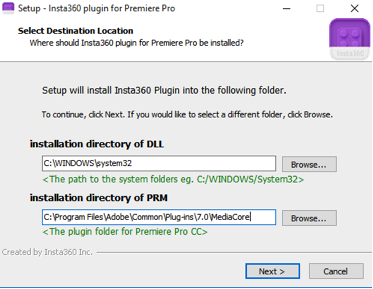 Setup - Insta360 plugin for Premiere Pro
Select Destination Location
Where should Insta360 plugin for Premiere Pro be installed?
insta360
Setup will install Insta360 Plugin into the following folder.
To continue, click Next. If you would like to select a different folder, click Browse.
installation directory of DLL
C:\WINDOWS\system32
Browse...
<The path to the system folders eg. C:/WINDOWS/System32>
installation directory of PRM
C:\Program Files\Adobe\Common\Plug-ins\7.0\MediaCore
Browse...
<The plugin folder for Premiere Pro CC>
Created by Insta360 Inc.
Next >
Cancel